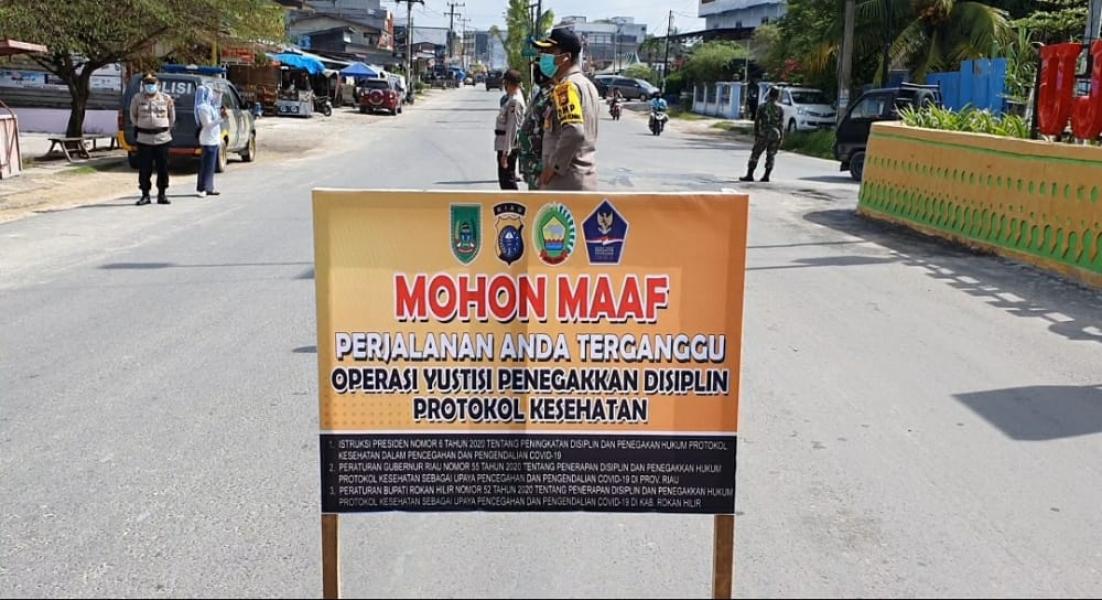 POLISI
RIAU
MOHON MAAF
PERJALANAN ANDA TERGANGGU
OPERASI YUSTISI PENEGAKKAN DISIPLIN
PROTOKOL KESEHATAN
1. ISTRUKSI PRESIDEN NOMOR 6 TAHUN 2020 TENTANG PENINGKATAN DISIPLIN DAN PENEGAKAN HUKUM PROTOKOL
KESEHATAN DALAM PENCEGAHAN DAN PENGENDALIAN COVID-19
2. PERATURAN GUBERNUR RIAU NOMOR 55 TAHUN 2020 TENTANG PENERAPAN DISIPLIN DAN PENEGAKKAN HUKUM
PROTOKOL KESEHATAN SEBAGAI UPAYA PENCEGAHAN DAN PENGENDALIAN COVID-19 DI PROV. RIAU
3. PERATURAN BUPATI ROKAN HILIR NOMOR 52 TAHUN 2020 TENTANG PENERAPAN DISIPLIN DAN PENEGAKKAN HUKUM
PROTOKOL KESEHATAN SEBAGAI UPAYA PENCEGAHAN DAN PENGENDALIAN COVID-19 DI KAB. ROKAN HILIR